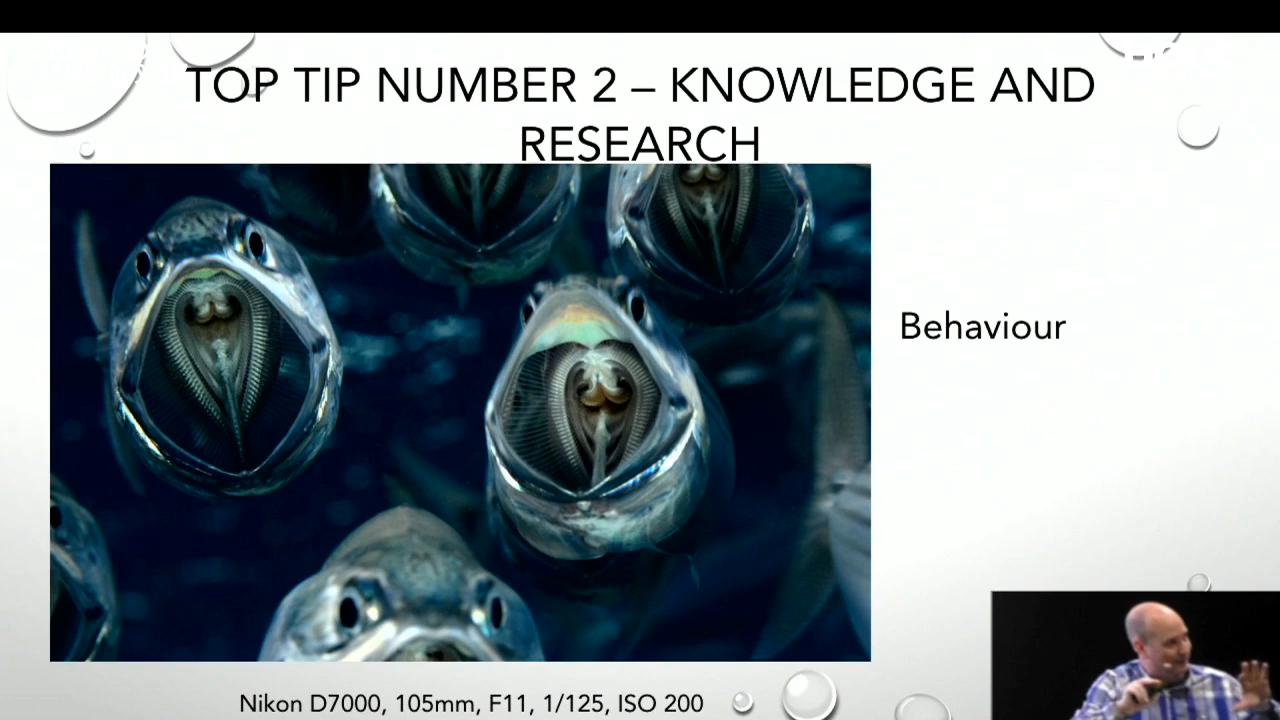 TOP TIP NUMBER 2 – KNOWLEDGE AND
RESEARCH
Behaviour
Nikon D7000, 105mm, F11, 1/125, ISO 200